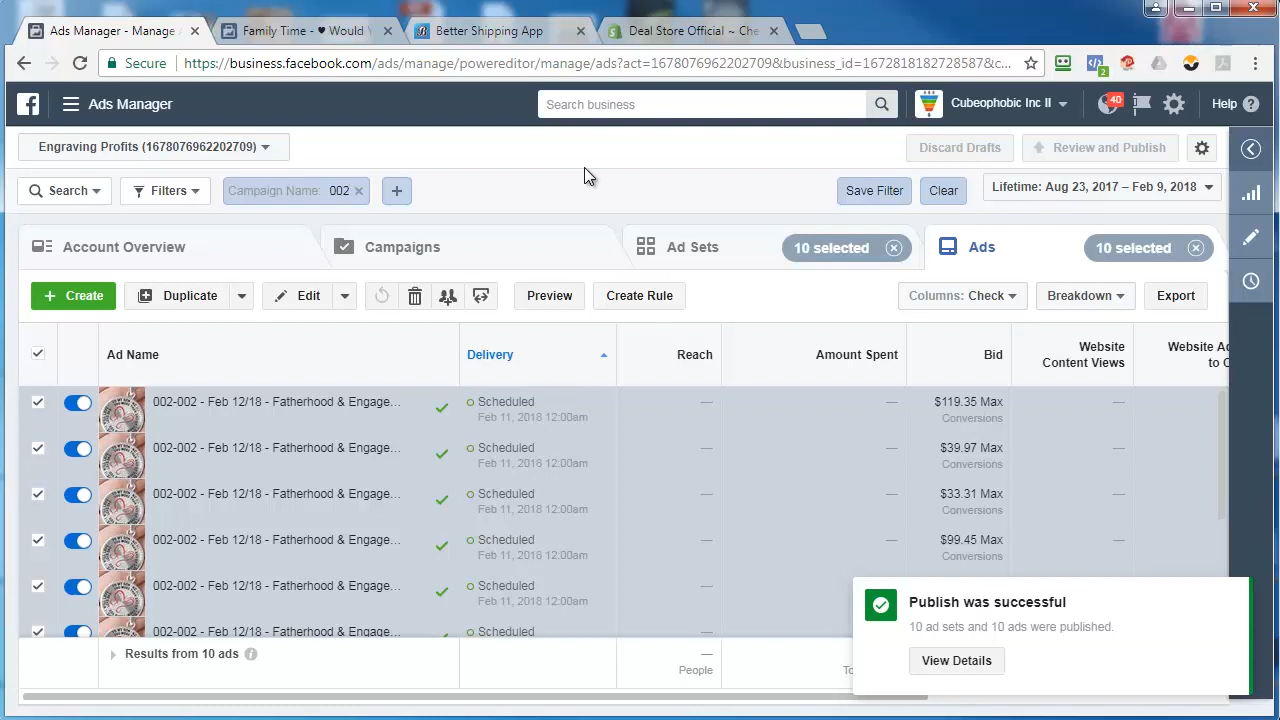 Ads Manager - Manage
Family Time - ♥ Would
Better Shipping App
Deal Store Official ~ Che
Secure
https://business.facebook.com/ads/manage/powereditor/manage/ads?act=1678076962202709&business_id=1672818182728587&c...
2
Ads Manager
Search business
Cubeophobic Inc II
40
Help
Engraving Profits (1678076962202709)
Discard Drafts
Review and Publish
Search
Filters
Campaign Name: 002
Save Filter
Clear
Lifetime: Aug 23, 2017 – Feb 9, 2018
Account Overview
Campaigns
Ad Sets
10 selected
Ads
10 selected
Create
Duplicate
Edit
Preview
Create Rule
Columns: Check
Breakdown
Export
Ad Name
Delivery
Reach
Amount Spent
Bid
Website
Content Views
Website Ad
to C
002-002 - Feb 12/18 - Fatherhood & Engage...
Scheduled
Feb 11, 2018 12:00am
—
—
$119.35 Max
Conversions
—
002-002 - Feb 12/18 - Fatherhood & Engage...
Scheduled
Feb 11, 2018 12:00am
—
—
$39.97 Max
Conversions
—
002-002 - Feb 12/18 - Fatherhood & Engage...
Scheduled
Feb 11, 2018 12:00am
—
—
$33.31 Max
Conversions
—
002-002 - Feb 12/18 - Fatherhood & Engage...
Scheduled
Feb 11, 2018 12:00am
—
—
$99.45 Max
Conversions
—
002-002 - Feb 12/18 - Fatherhood & Engage...
Scheduled
Feb 11, 2018 12:00am
—
002-002 - Feb 12/18 - Fatherhood & Engage...
Scheduled
Results from 10 ads
—
People
To
Publish was successful
10 ad sets and 10 ads were published.
View Details